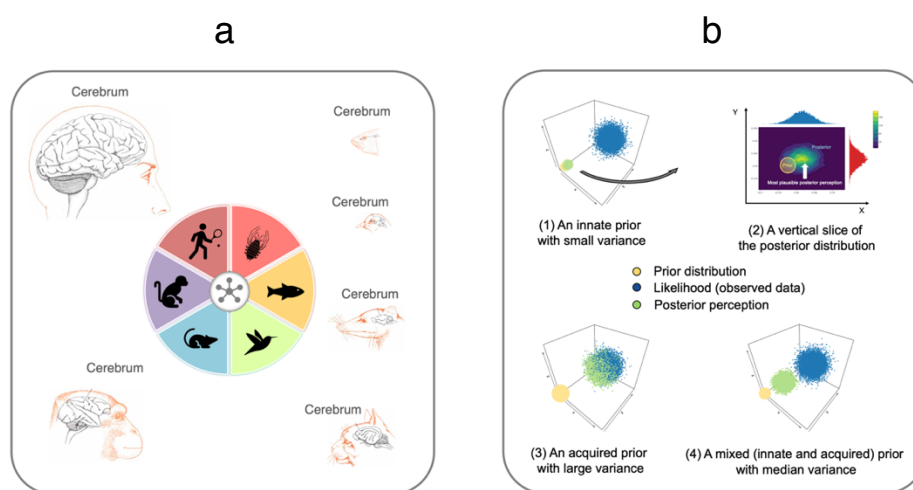 a
b
Cerebrum
Cerebrum
Cerebrum
Cerebrum
Cerebrum
Cerebrum
Y
Posterior
Prior
Most plausible posterior perception
X
(1) An innate prior
with small variance
(2) A vertical slice of
the posterior distribution
Prior distribution
Likelihood (observed data)
Posterior perception
(3) An acquired prior
with large variance
(4) A mixed (innate and acquired) prior
with median variance